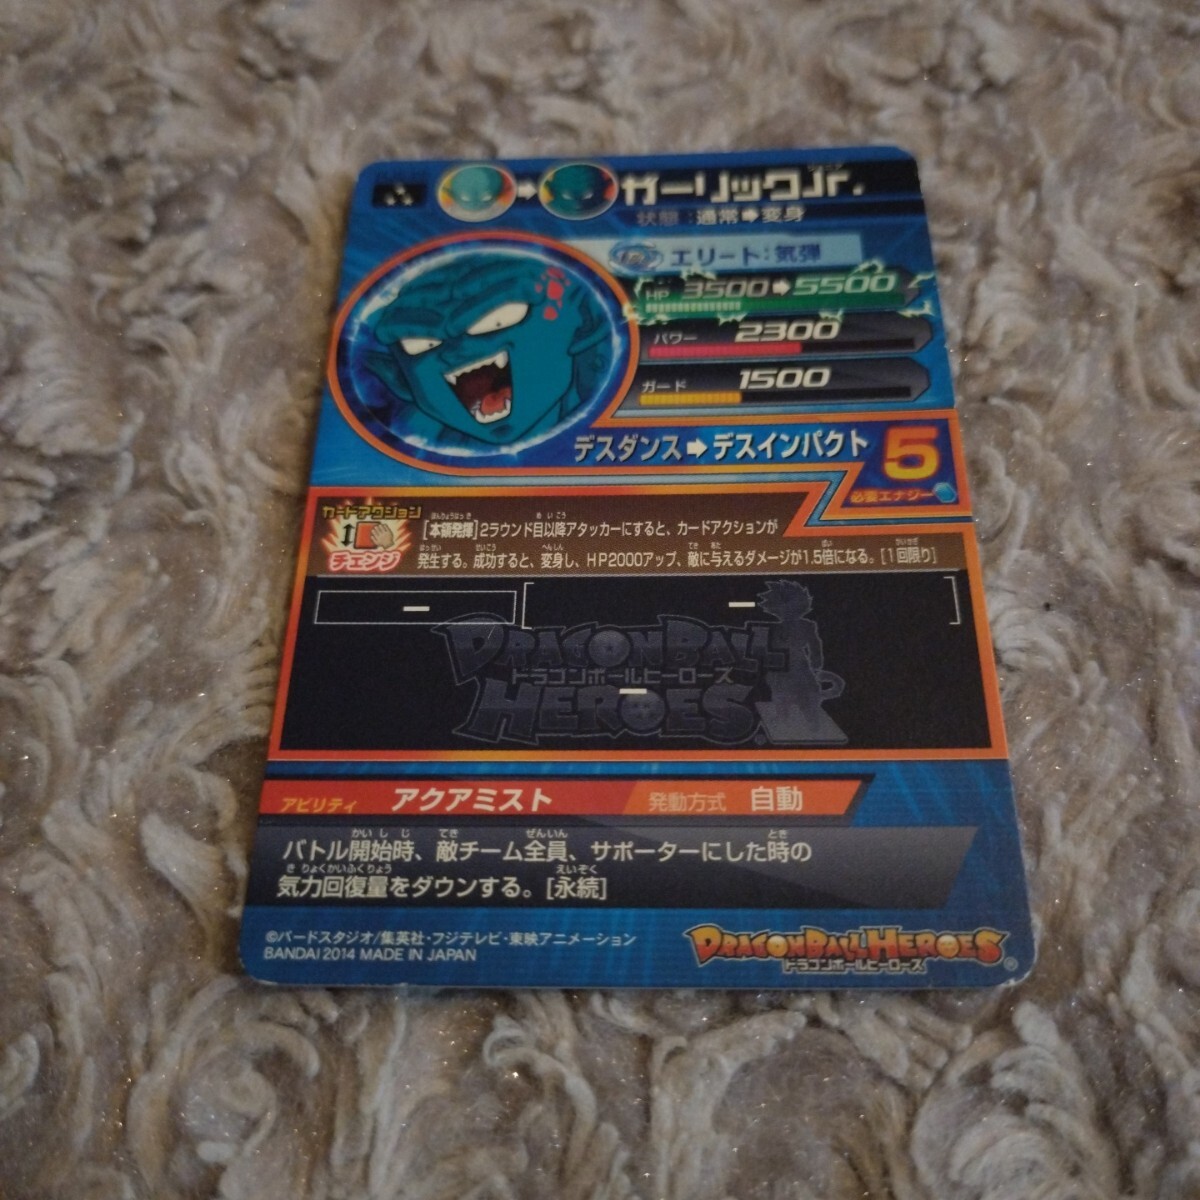 ガーリックJr.
状態：通常➡変身
エリート：気弾
HP 3500➡5500
パワー 2300
ガード 1500
デスダンス➡デスインパクト
5
必要エナジー
カードアクション
チェンジ
[本領発揮]2ラウンド目以降アタッカーにすると、カードアクションが
発生する。成功すると、変身し、HP2000アップ、敵に与えるダメージが1.5倍になる。[1回限り]
ー
ー
DRAGONBALL
ドラゴンボールヒーローズ
HEROES
ー
アビリティ アクアミスト 発動方式 自動
バトル開始時、敵チーム全員、サポーターにした時の
気力回復量をダウンする。[永続]
©バードスタジオ/集英社・フジテレビ・東映アニメーション
BANDAI 2014 MADE IN JAPAN
DRAGONBALL HEROES
ドラゴンボールヒーローズ